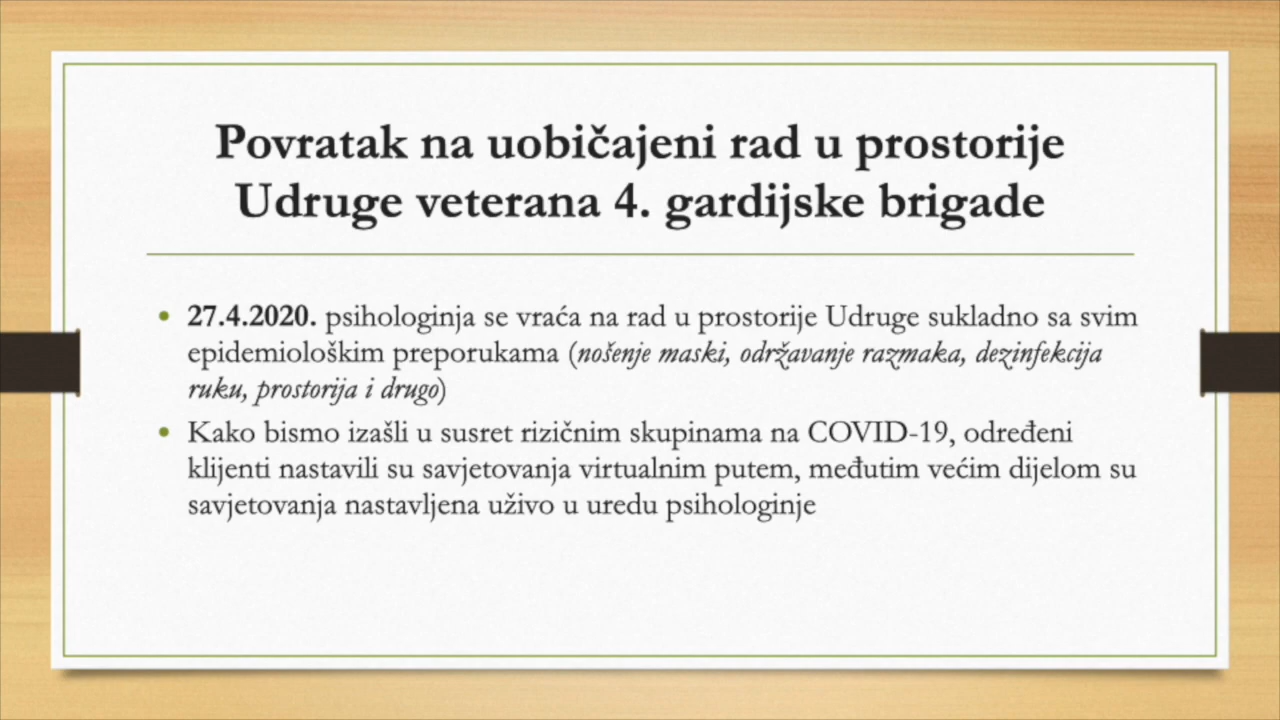 Povratak na uobičajeni rad u prostorije
Udruge veterana 4. gardijske brigade
• 27.4.2020. psihologinja se vraća na rad u prostorije Udruge sukladno sa svim
epidemiološkim preporukama (nošenje maski, održavanje razmaka, dezinfekcija
ruku, prostorija i drugo)
• Kako bismo izašli u susret rizičnim skupinama na COVID-19, određeni
klijenti nastavili su savjetovanja virtualnim putem, međutim većim dijelom su
savjetovanja nastavljena uživo u uredu psihologinje